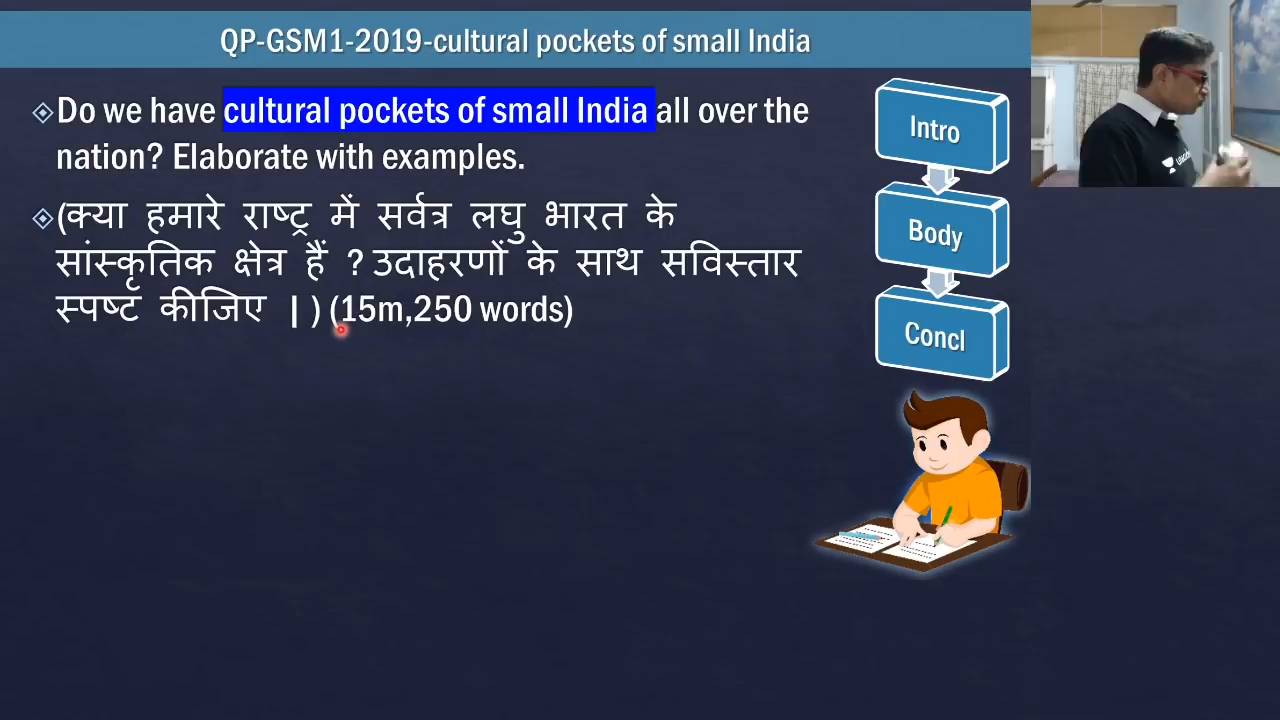 QP-GSM1-2019-cultural pockets of small India
Do we have cultural pockets of small India all over the
nation? Elaborate with examples.
(क्या हमारे राष्ट्र में सर्वत्र लघु भारत के
सांस्कृतिक क्षेत्र हैं ? उदाहरणों के साथ सविस्तार
स्पष्ट कीजिए | ) (15m,250 words)
Intro
Body
Concl